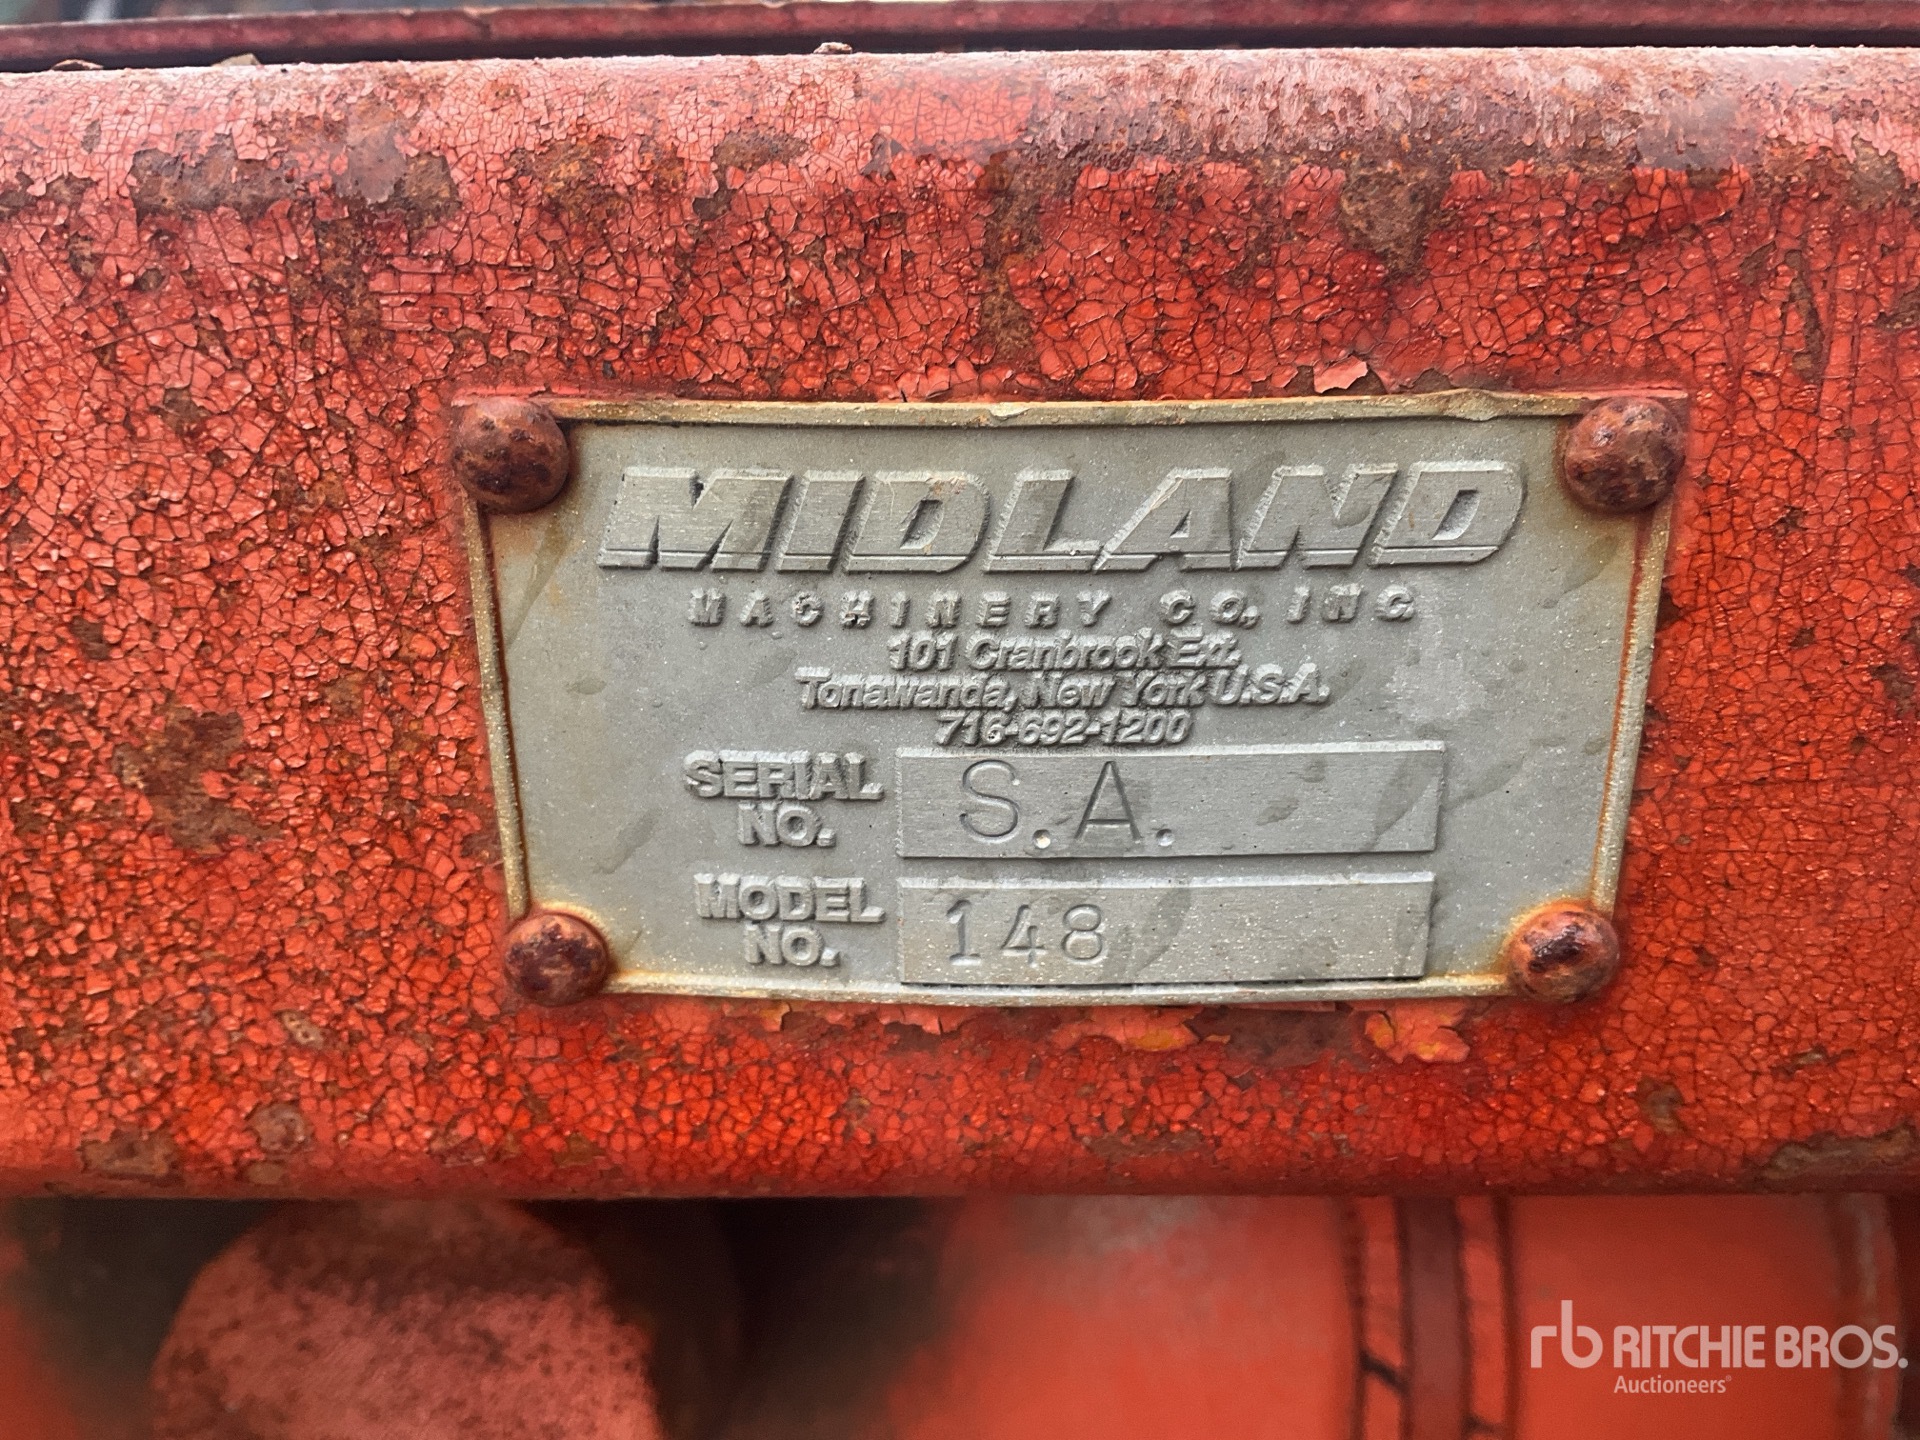 MIDLAND
MACHINERY CO., INC.
101 Cranbrook Ext.
Tonawanda, New York U.S.A.
716-692-1200
SERIAL NO. S.A.
MODEL NO. 148
rb RITCHIE BROS.
Auctioneers®